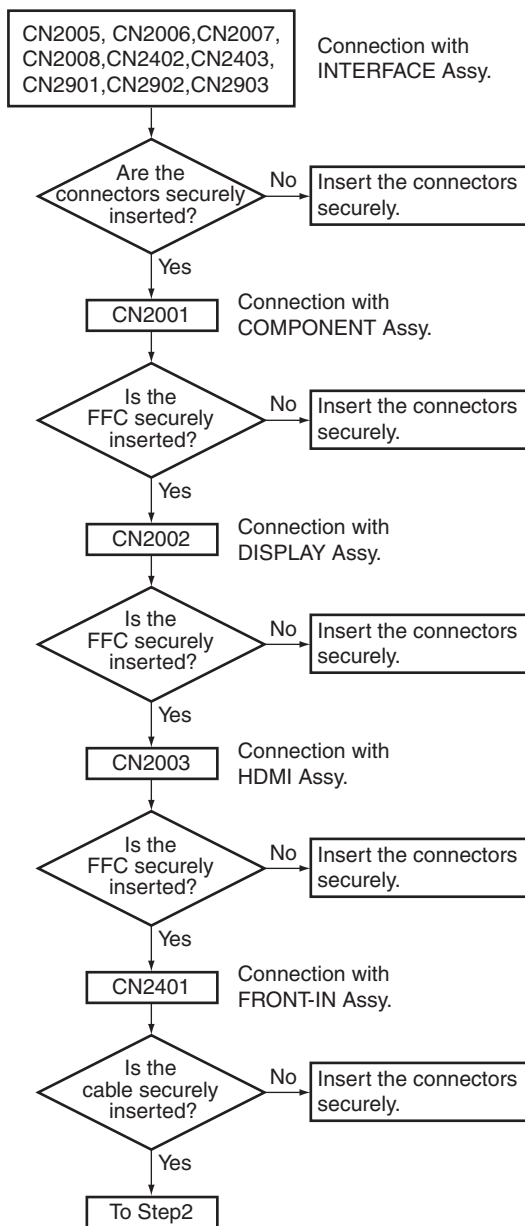 CN2005, CN2006,CN2007,
CN2008,CN2402,CN2403,
CN2901,CN2902,CN2903
Connection with
INTERFACE Assy.
Are the
connectors securely
inserted?
No
Insert the connectors
securely.
Yes
CN2001
Connection with
COMPONENT Assy.
Is the
FFC securely
inserted?
No
Insert the connectors
securely.
Yes
CN2002
Connection with
DISPLAY Assy.
Is the
FFC securely
inserted?
No
Insert the connectors
securely.
Yes
CN2003
Connection with
HDMI Assy.
Is the
FFC securely
inserted?
No
Insert the connectors
securely.
Yes
CN2401
Connection with
FRONT-IN Assy.
Is the
cable securely
inserted?
No
Insert the connectors
securely.
Yes
To Step2